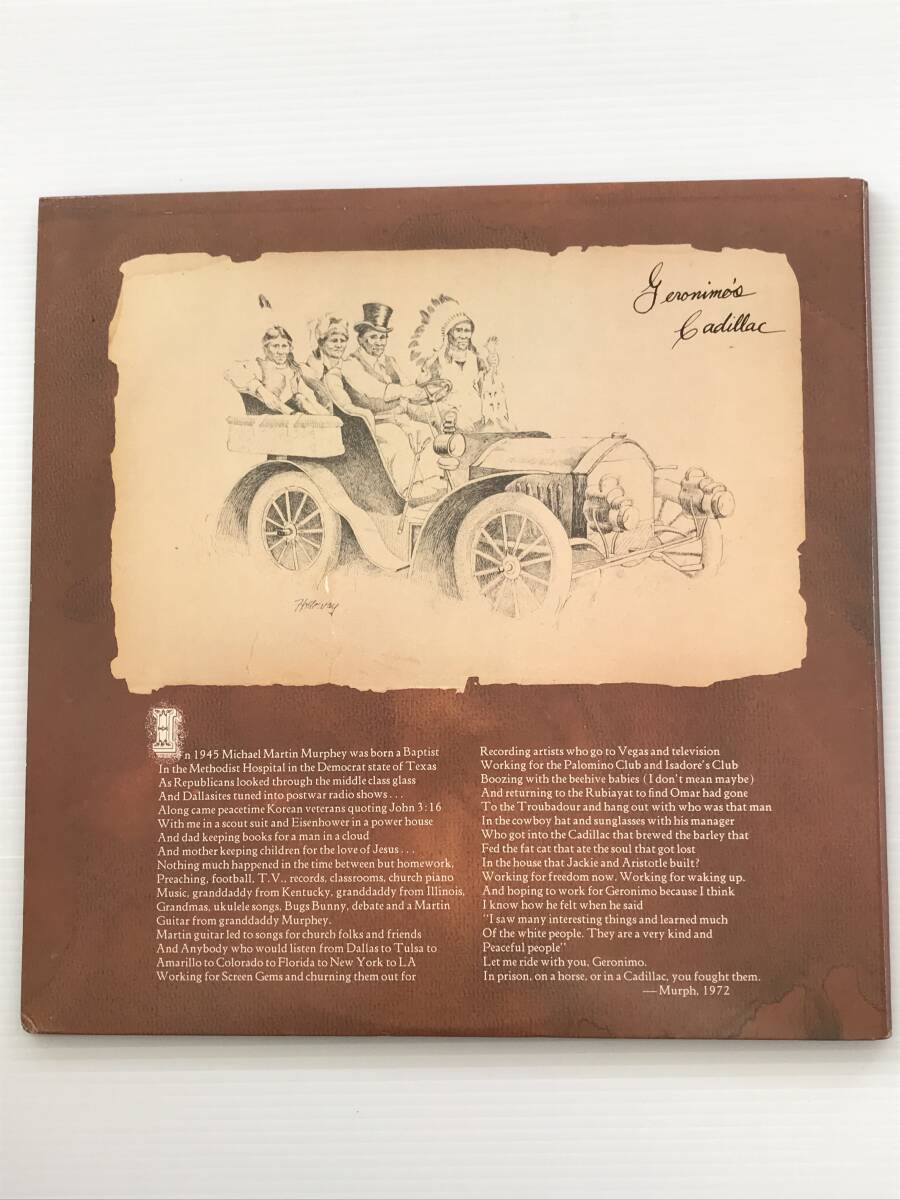 Geronimo's
Cadillac
In 1945 Michael Martin Murphey was born a Baptist
In the Methodist Hospital in the Democrat state of Texas
As Republicans looked through the middle class glass
And Dallasites tuned into postwar radio shows . . .
Along came peacetime Korean veterans quoting John 3:16
With me in a scout suit and Eisenhower in a power house
And dad keeping books for a man in a cloud
And mother keeping children for the love of Jesus . . .
Nothing much happened in the time between but homework,
Preaching, football, T.V., records, classrooms, church piano
Music, granddaddy from Kentucky, granddaddy from Illinois,
Grandmas, ukulele songs, Bugs Bunny, debate and a Martin
Guitar from granddaddy Murphey.
Martin guitar led to songs for church folks and friends
And Anybody who would listen from Dallas to Tulsa to
Amarillo to Colorado to Florida to New York to LA
Working for Screen Gems and churning them out for
Recording artists who go to Vegas and television
Working for the Palomino Club and Isadore's Club
Boozing with the beehive babies (I don't mean maybe)
And returning to the Rubiayat to find Omar had gone
To the Troubadour and hang out with who was that man
In the cowboy hat and sunglasses with his manager
Who got into the Cadillac that brewed the barley that
Fed the fat cat that ate the soul that got lost
In the house that Jackie and Aristotle built?
Working for freedom now. Working for waking up.
And hoping to work for Geronimo because I think
I know how he felt when he said
"I saw many interesting things and learned much
Of the white people. They are a very kind and
Peaceful people"
Let me ride with you, Geronimo.
In prison, on a horse, or in a Cadillac, you fought them.
—Murph, 1972